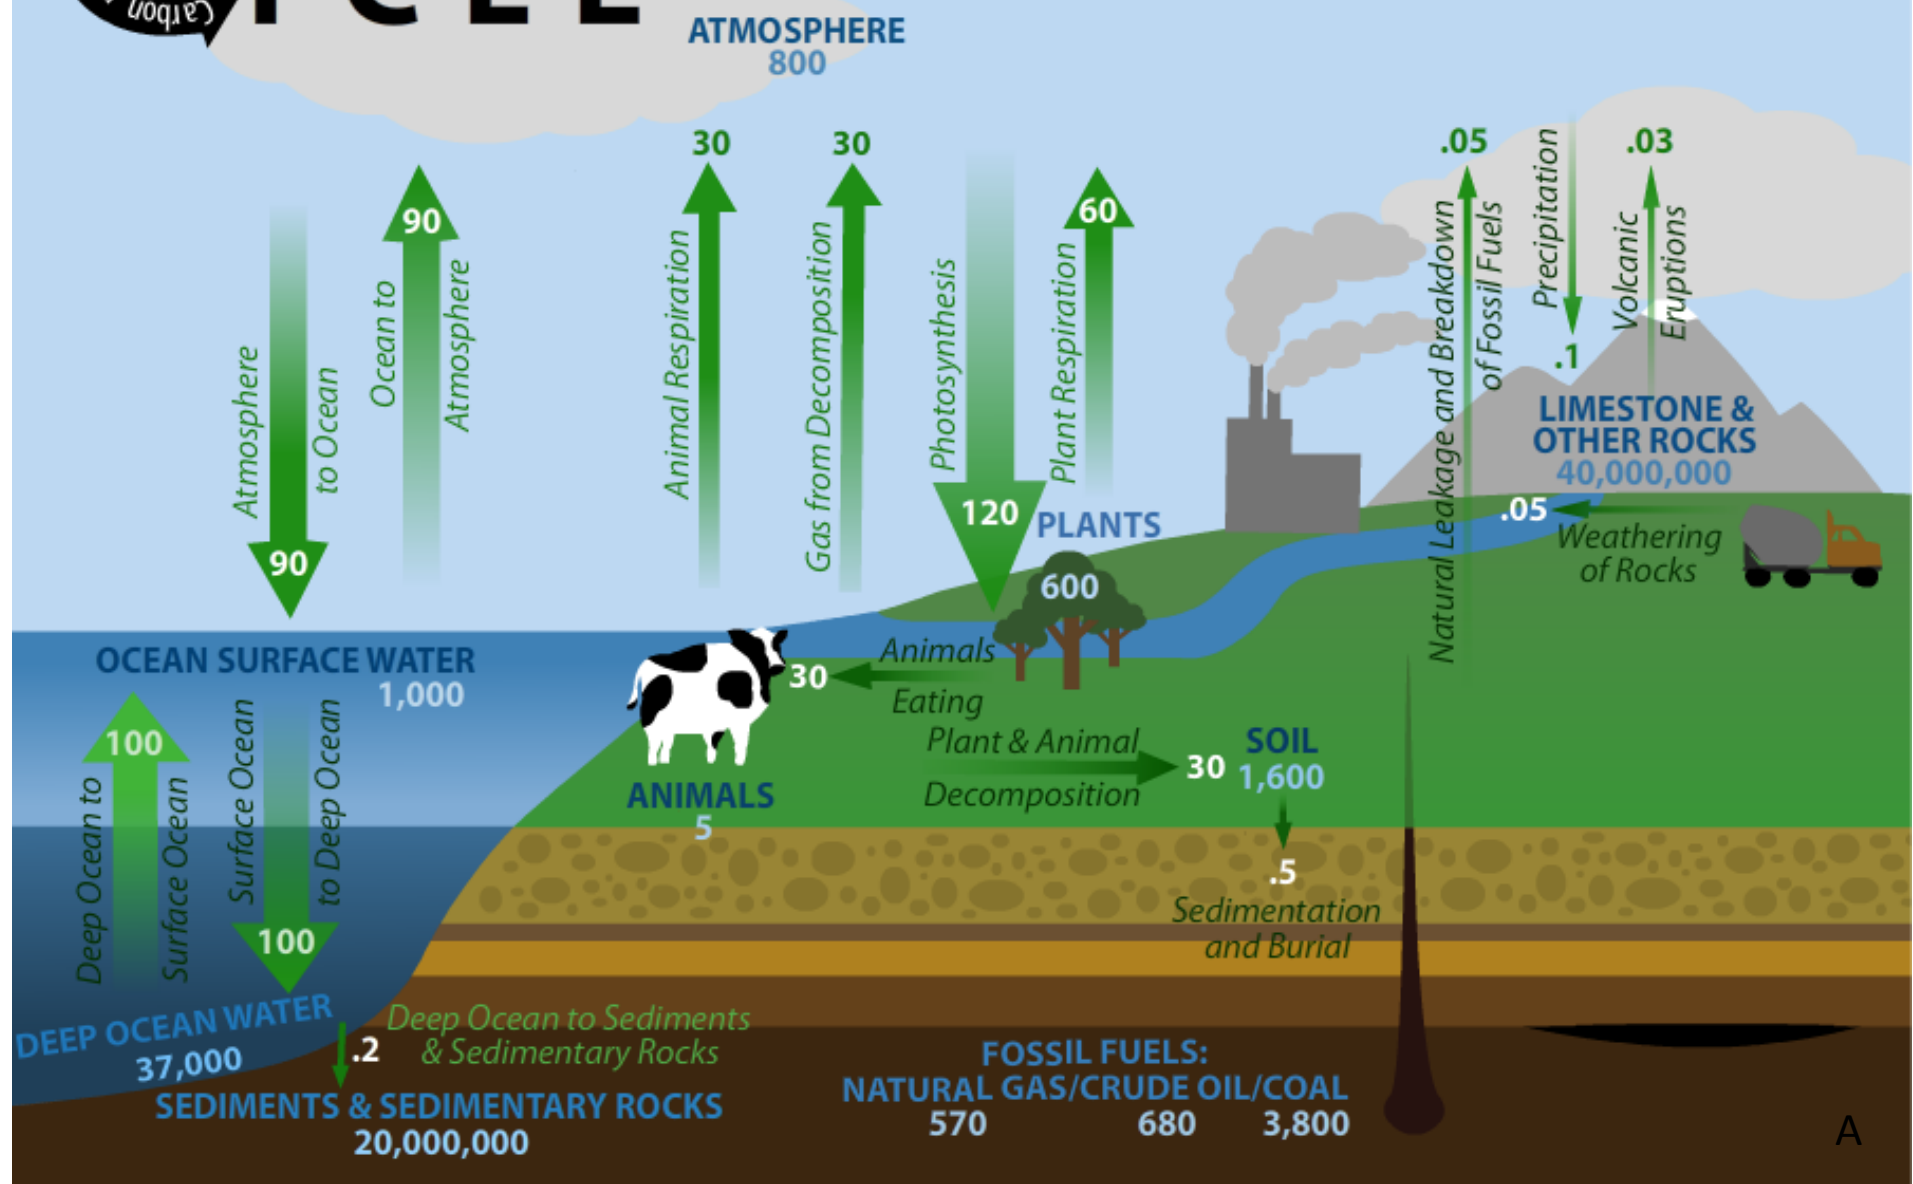 Carbon
ATMOSPHERE
800
90
Atmosphere
to Ocean
90
Ocean to
Atmosphere
30
Animal Respiration
30
Gas from Decomposition
Photosynthesis
120
60
Plant Respiration
.05
Natural Leakage and Breakdown
of Fossil Fuels
Precipitation
.1
.03
Volcanic
Eruptions
LIMESTONE &
OTHER ROCKS
40,000,000
.05
Weathering
of Rocks
PLANTS
600
OCEAN SURFACE WATER
1,000
Animals
30
Eating
Plant & Animal
30
Decomposition
SOIL
1,600
ANIMALS
5
100
Deep Ocean to
Surface Ocean
Surface Ocean
to Deep Ocean
100
.5
Sedimentation
and Burial
DEEP OCEAN WATER
37,000
.2
Deep Ocean to Sediments
& Sedimentary Rocks
SEDIMENTS & SEDIMENTARY ROCKS
20,000,000
FOSSIL FUELS:
NATURAL GAS/CRUDE OIL/COAL
570 680 3,800
A